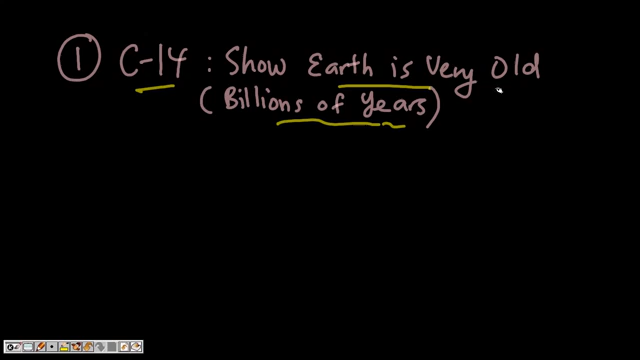 ① C-14 : Show Earth is Very Old
(Billions of Years)